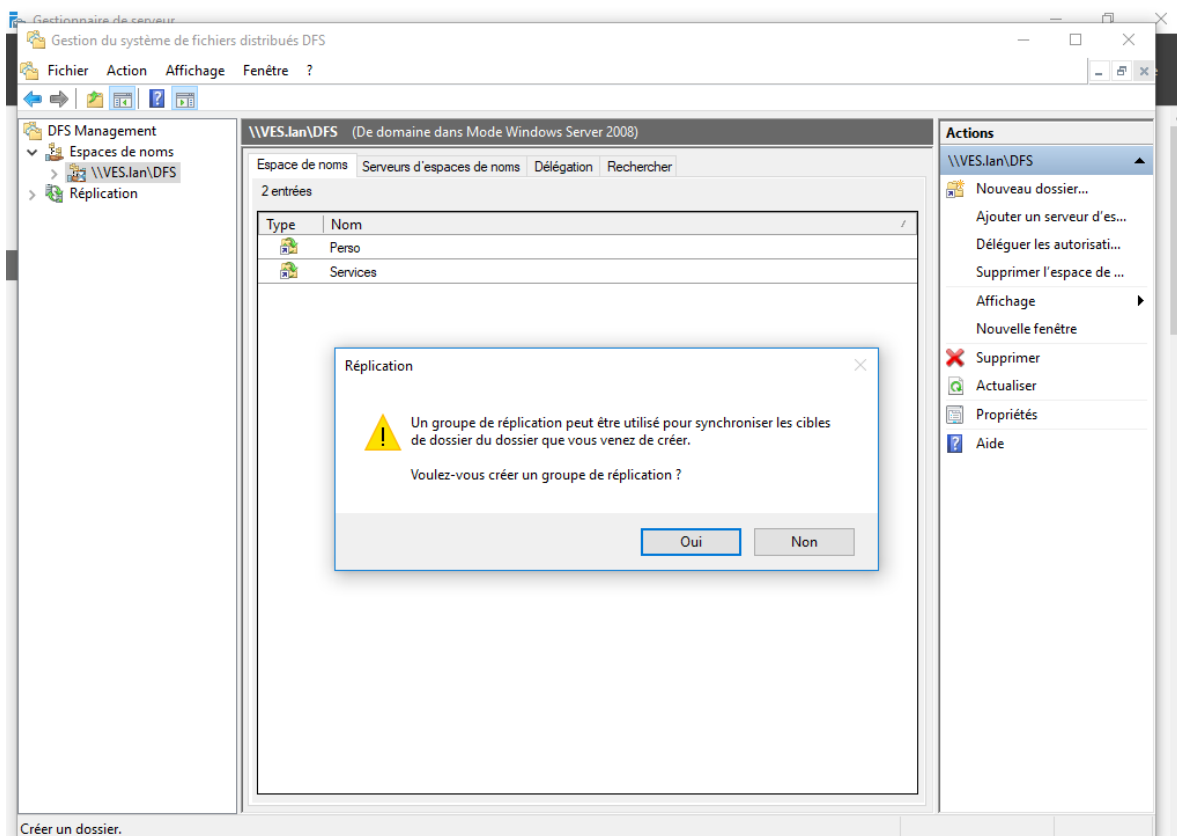 Gestionnaire de serveur
Gestion du système de fichiers distribués DFS
Fichier Action Affichage Fenêtre ?
DFS Management
Espaces de noms
\\VES.lan\DFS
Réplication
\\VES.lan\DFS (De domaine dans Mode Windows Server 2008)
Espace de noms Serveurs d'espaces de noms Délégation Rechercher
2 entrées
Type Nom
Perso
Services
Réplication
Un groupe de réplication peut être utilisé pour synchroniser les cibles
de dossier du dossier que vous venez de créer.
Voulez-vous créer un groupe de réplication ?
Oui Non
Actions
\\VES.lan\DFS
Nouveau dossier...
Ajouter un serveur d'es...
Déléguer les autorisati...
Supprimer l'espace de ...
Affichage
Nouvelle fenêtre
Supprimer
Actualiser
Propriétés
Aide
Créer un dossier.